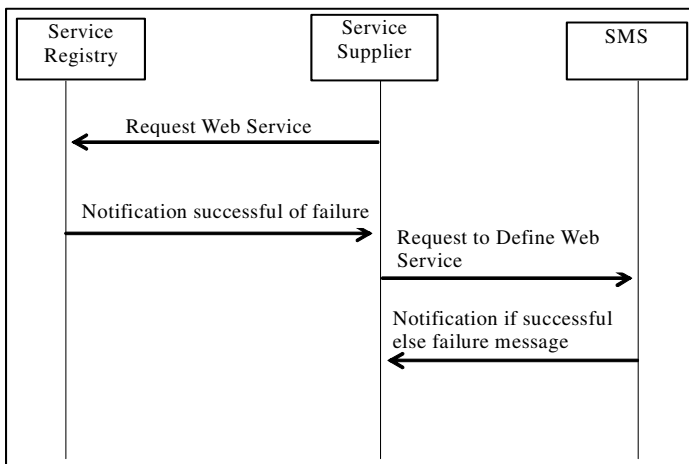 Service
Registry
Service
Supplier
SMS
Request Web Service
Notification successful of failure
Request to Define Web
Service
Notification if successful
else failure message